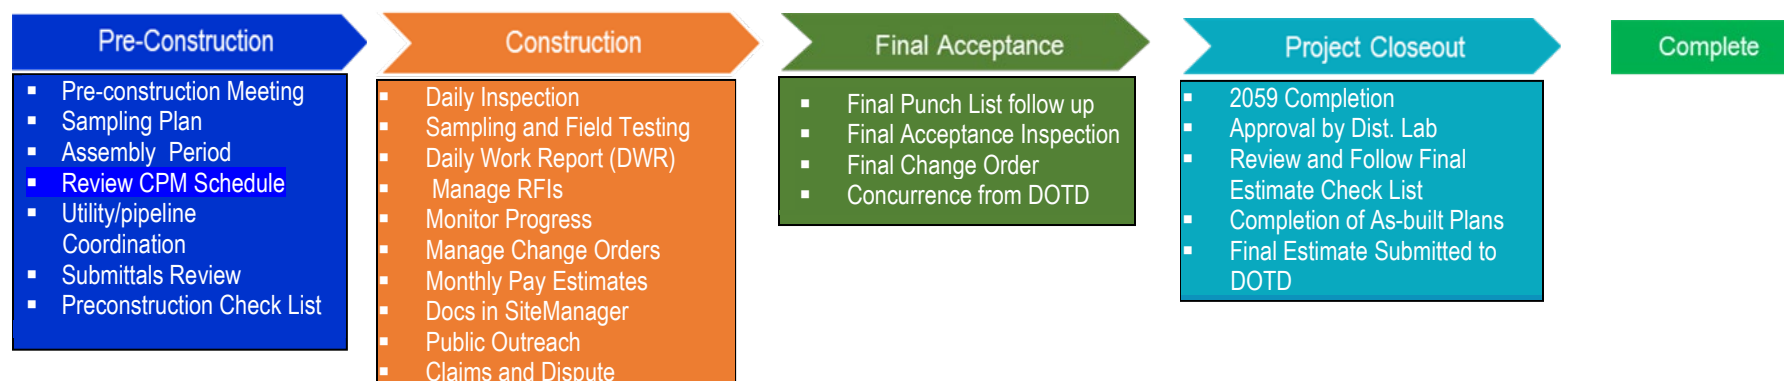 Pre-Construction
Pre-construction Meeting
Sampling Plan
Assembly Period
Review CPM Schedule
Utility/pipeline
Coordination
Submittals Review
Preconstruction Check List
Construction
Daily Inspection
Sampling and Field Testing
Daily Work Report (DWR)
Manage RFIs
Monitor Progress
Manage Change Orders
Monthly Pay Estimates
Docs in SiteManager
Public Outreach
Claims and Dispute
Final Acceptance
Final Punch List follow up
Final Acceptance Inspection
Final Change Order
Concurrence from DOTD
Project Closeout
2059 Completion
Approval by Dist. Lab
Review and Follow Final
Estimate Check List
Completion of As-built Plans
Final Estimate Submitted to
DOTD
Complete